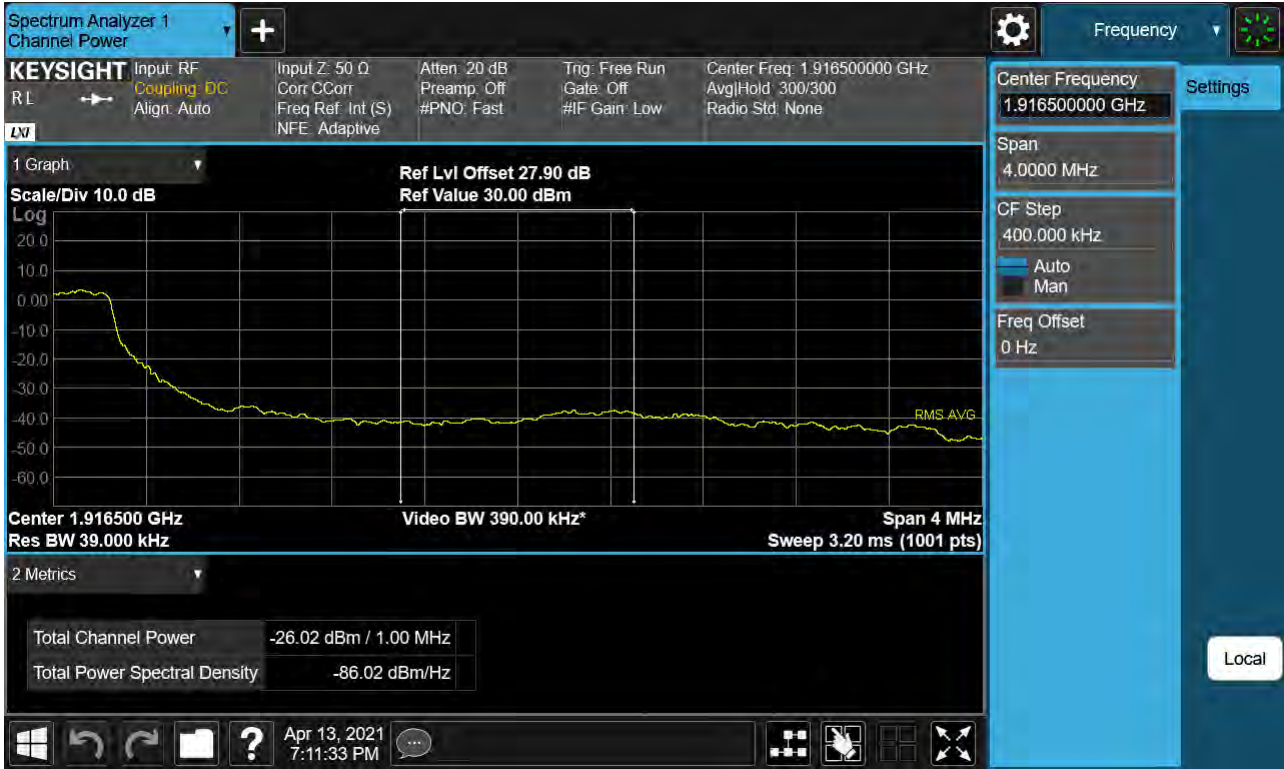 Spectrum Analyzer 1
Channel Power
+
Frequency
KEYSIGHT
RL
LXI
Input: RF
Coupling: DC
Align: Auto
Input Z: 50 Ω
Corr CCorr
Freq Ref: Int (S)
NFE: Adaptive
Atten: 20 dB
Preamp: Off
#PNO: Fast
Trig: Free Run
Gate: Off
#IF Gain: Low
Center Freq: 1.916500000 GHz
Avg|Hold: 300/300
Radio Std: None
Center Frequency
1.916500000 GHz
Settings
Span
4.0000 MHz
CF Step
400.000 kHz
Auto
Man
Freq Offset
0 Hz
Local
1 Graph
Scale/Div 10.0 dB
Ref Lvl Offset 27.90 dB
Ref Value 30.00 dBm
Log
20.0
10.0
0.00
-10.0
-20.0
-30.0
-40.0
-50.0
-60.0
RMS AVG
Center 1.916500 GHz
Video BW 390.00 kHz*
Span 4 MHz
Res BW 39.000 kHz
Sweep 3.20 ms (1001 pts)
2 Metrics
Total Channel Power -26.02 dBm / 1.00 MHz
Total Power Spectral Density -86.02 dBm/Hz
?
Apr 13, 2021
7:11:33 PM